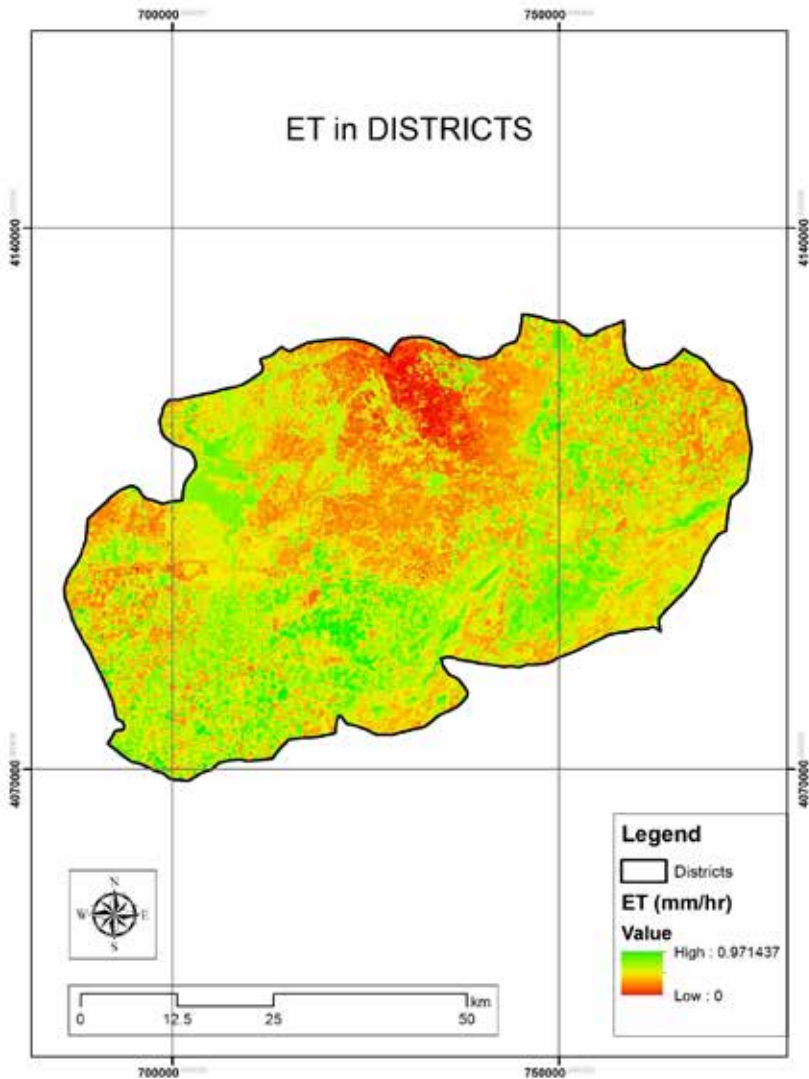 700000 750000
ET in DISTRICTS
4140000 4140000
4070000 4070000
Legend
Districts
ET (mm/hr)
Value
High : 0.971437
Low : 0
N
W E
S
km
0 12.5 25 50
700000 750000